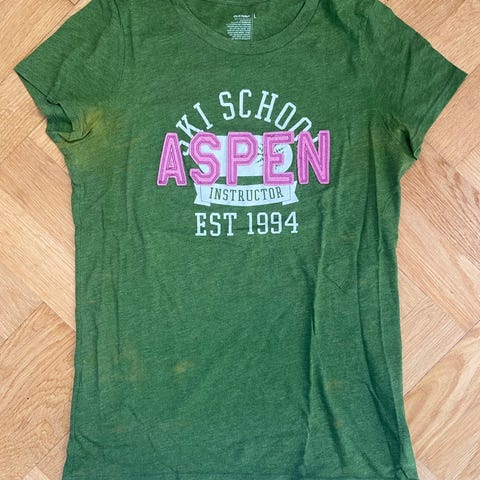 L
SKI SCHOOL
ASPEN
INSTRUCTOR
EST 1994